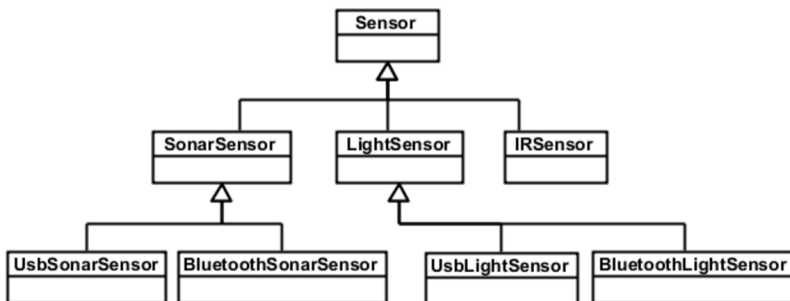 Sensor
SonarSensor
LightSensor
IRSensor
UsbSonarSensor
BluetoothSonarSensor
UsbLightSensor
BluetoothLightSensor